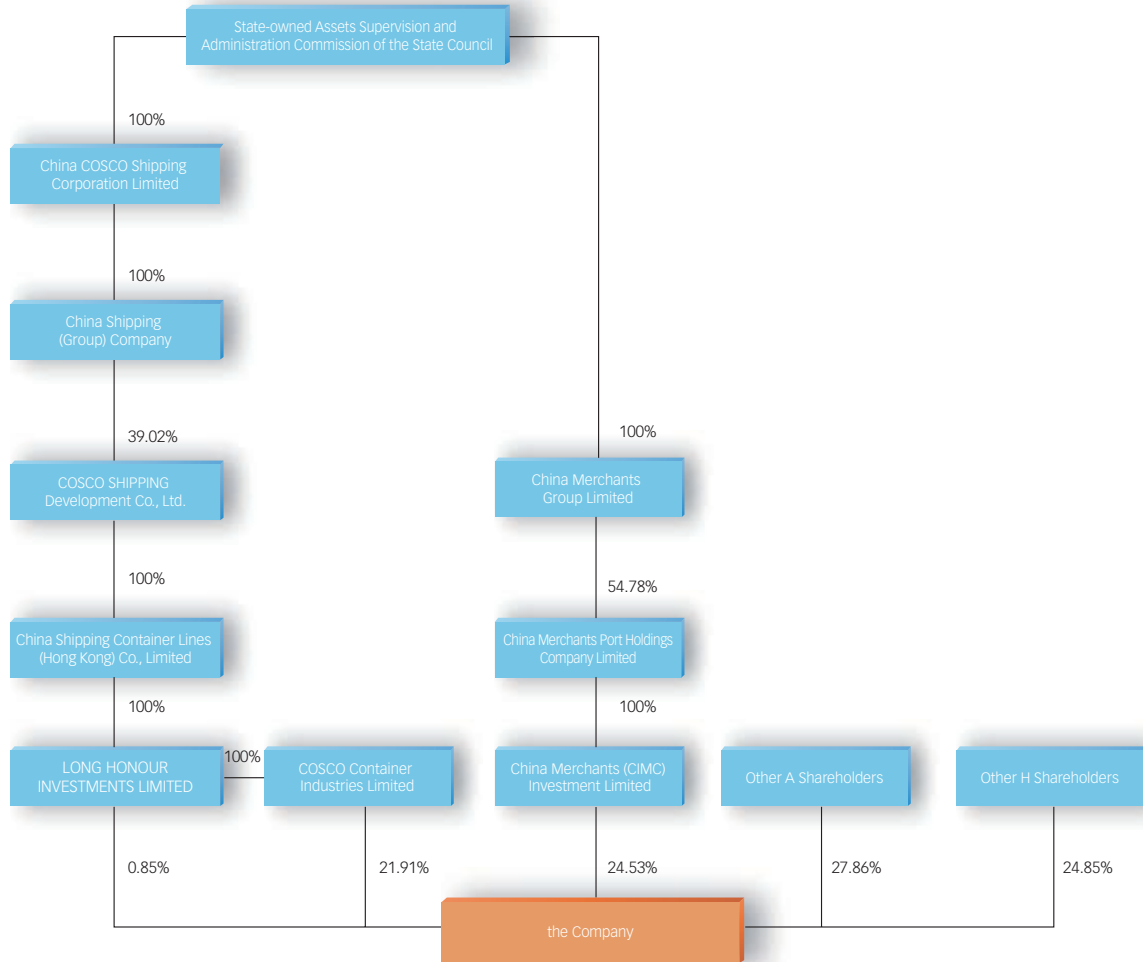 State-owned Assets Supervision and
Administration Commission of the State Council
100%
China COSCO Shipping
Corporation Limited
100%
China Shipping
(Group) Company
39.02%
100%
COSCO SHIPPING
Development Co., Ltd.
China Merchants
Group Limited
100%
54.78%
China Shipping Container Lines
(Hong Kong) Co., Limited
China Merchants Port Holdings
Company Limited
100%
100%
LONG HONOUR
INVESTMENTS LIMITED
100%
COSCO Container
Industries Limited
China Merchants (CIMC)
Investment Limited
Other A Shareholders
Other H Shareholders
0.85%
21.91%
24.53%
27.86%
24.85%
the Company